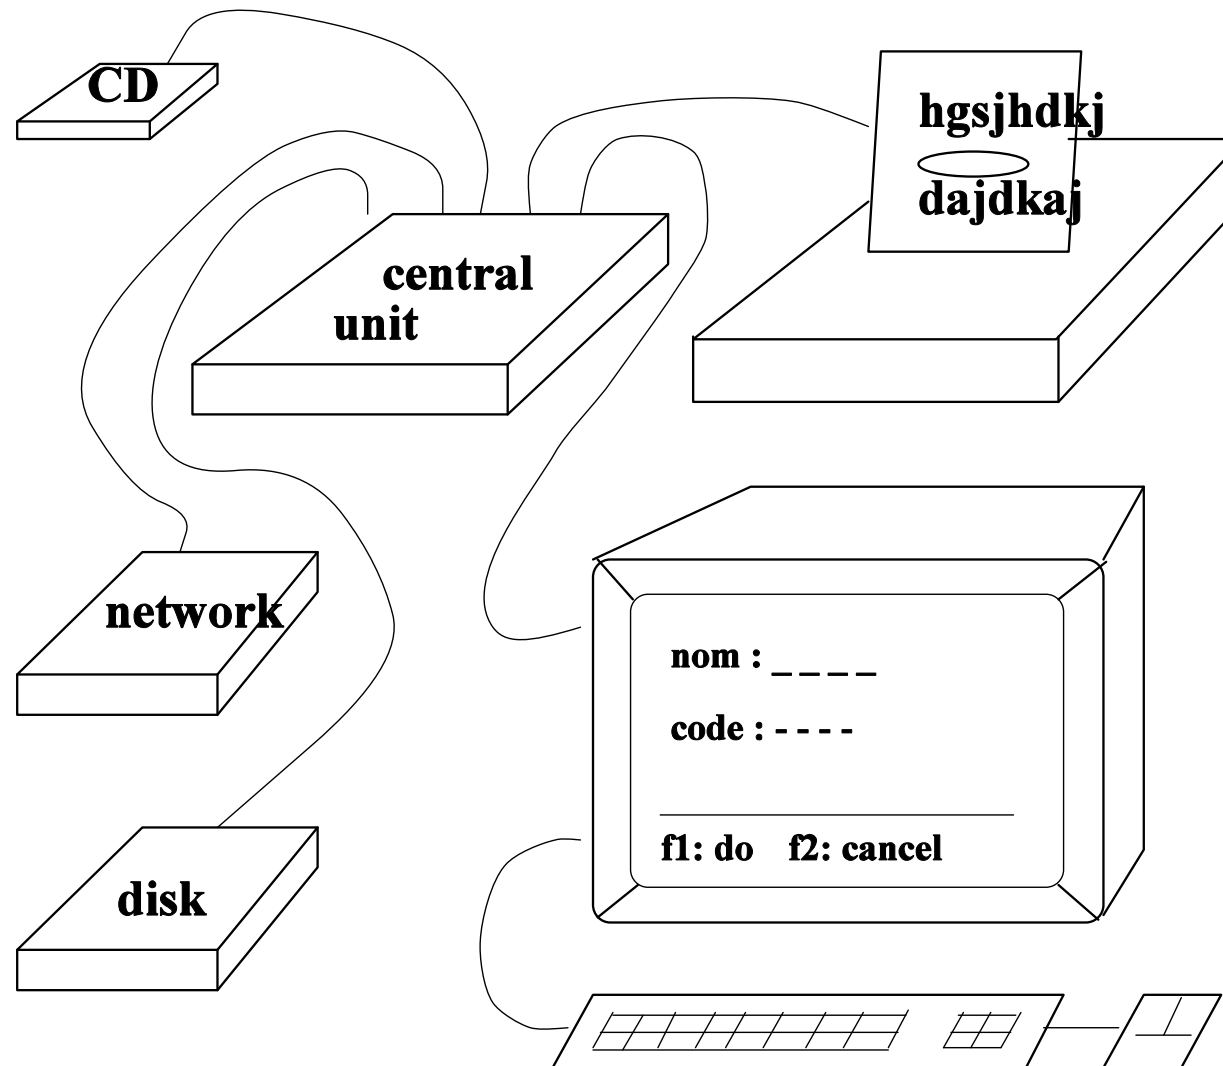 CD
hgsjhdkj
dajdkaj
central
unit
network
nom : _ _ _ _
code : - - - -
f1: do f2: cancel
disk